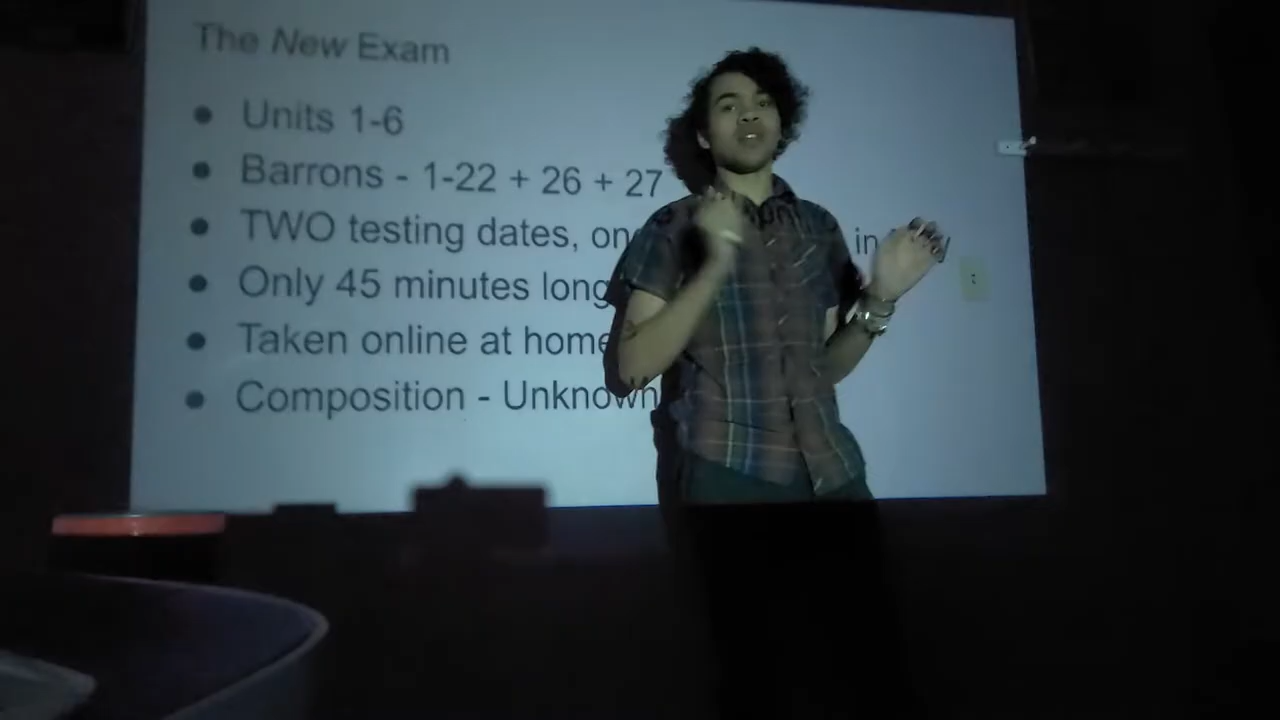 The New Exam
Units 1-6
Barrons - 1-22 + 26 + 27
TWO testing dates, in
Only 45 minutes long
Taken online at home
Composition - Unknown